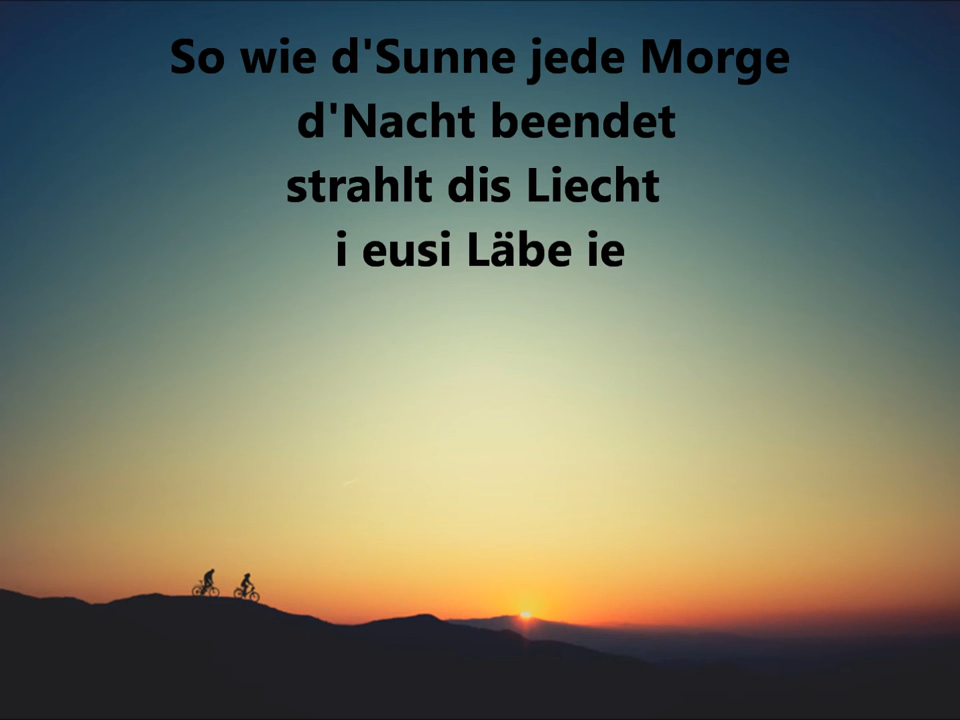 So wie d'Sunne jede Morge
d'Nacht beendet
strahlt dis Liecht
i eusi Läbe ie